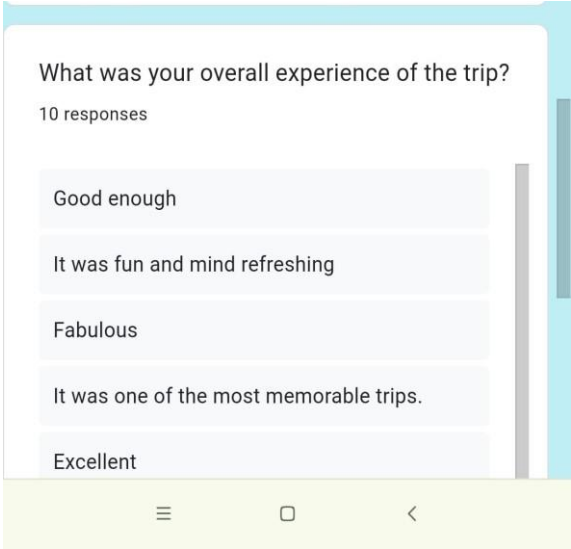 What was your overall experience of the trip?
10 responses
Good enough
It was fun and mind refreshing
Fabulous
It was one of the most memorable trips.
Excellent